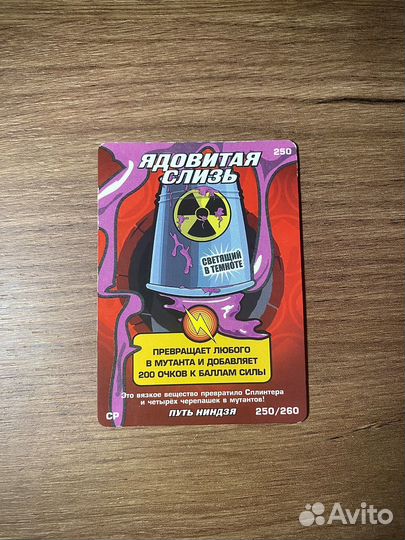 250
ЯДОВИТАЯ
СЛИЗЬ
СВЕТЯЩИЙ
В ТЕМНОТЕ
ПРЕВРАЩАЕТ ЛЮБОГО
В МУТАНТА И ДОБАВЛЯЕТ
200 ОЧКОВ К БАЛЛАМ СИЛЫ
Это вязкое вещество превратило Сплинтера
и четырёх черепашек в мутантов!
СР
ПУТЬ НИНДЗЯ
250/260
Avito